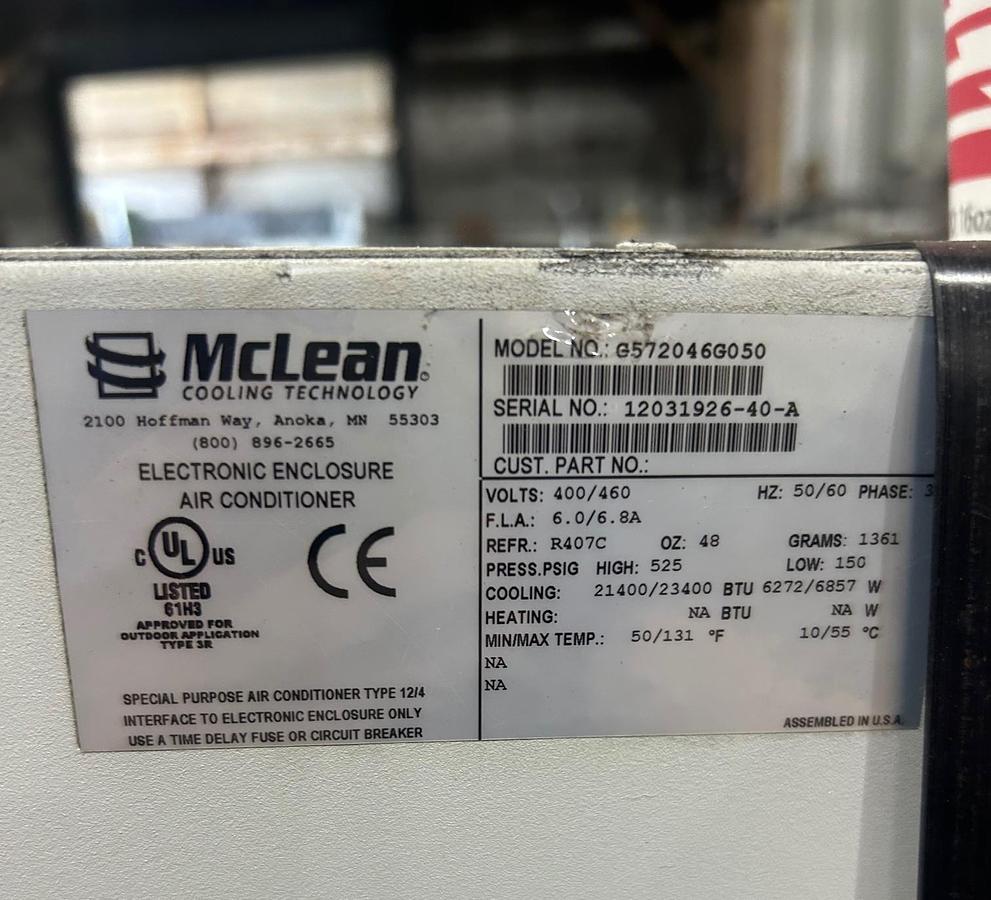 McLean
COOLING TECHNOLOGY
2100 Hoffman Way, Anoka, MN 55303
(800) 896-2665
ELECTRONIC ENCLOSURE
AIR CONDITIONER
C UL US
LISTED
61H3
APPROVED FOR
OUTDOOR APPLICATION
TYPE 3R
CE
SPECIAL PURPOSE AIR CONDITIONER TYPE 12/4
INTERFACE TO ELECTRONIC ENCLOSURE ONLY
USE A TIME DELAY FUSE OR CIRCUIT BREAKER
MODEL NO.: G572046G050
SERIAL NO.: 12031926-40-A
CUST. PART NO.:
VOLTS: 400/460 HZ: 50/60 PHASE: 3
F.L.A.: 6.0/6.8A
REFR.: R407C OZ: 48 GRAMS: 1361
PRESS.PSIG HIGH: 525 LOW: 150
COOLING: 21400/23400 BTU 6272/6857 W
HEATING: NA BTU NA W
MIN/MAX TEMP.: 50/131 °F 10/55 °C
NA
NA
ASSEMBLED IN U.S.A.
16oz